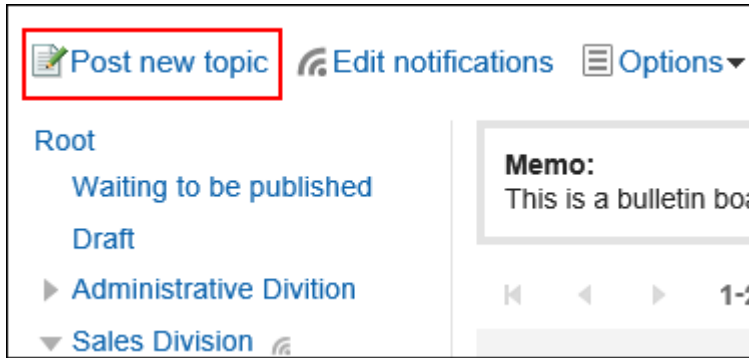 Post new topic Edit notifications Options
Root
Waiting to be published
Draft
Administrative Divition
Sales Division
Memo:
This is a bulletin
1-